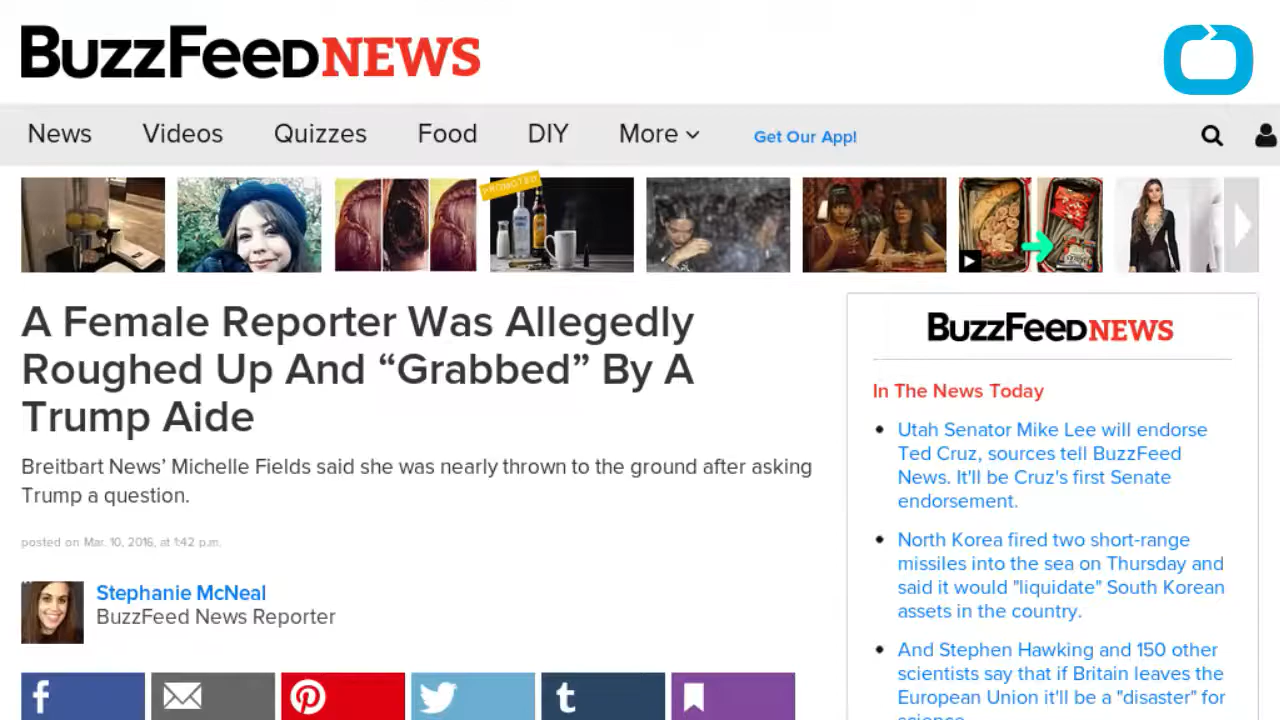 BuzzFeed NEWS
News Videos Quizzes Food DIY More Get Our App!
PROMOTED
A Female Reporter Was Allegedly
Roughed Up And “Grabbed” By A
Trump Aide
Breitbart News’ Michelle Fields said she was nearly thrown to the ground after asking
Trump a question.
posted on Mar. 10, 2016, at 1:42 p.m.
Stephanie McNeal
BuzzFeed News Reporter
BuzzFeed NEWS
In The News Today
Utah Senator Mike Lee will endorse
Ted Cruz, sources tell BuzzFeed
News. It'll be Cruz's first Senate
endorsement.
North Korea fired two short-range
missiles into the sea on Thursday and
said it would "liquidate" South Korean
assets in the country.
And Stephen Hawking and 150 other
scientists say that if Britain leaves the
European Union it'll be a "disaster" for
science.